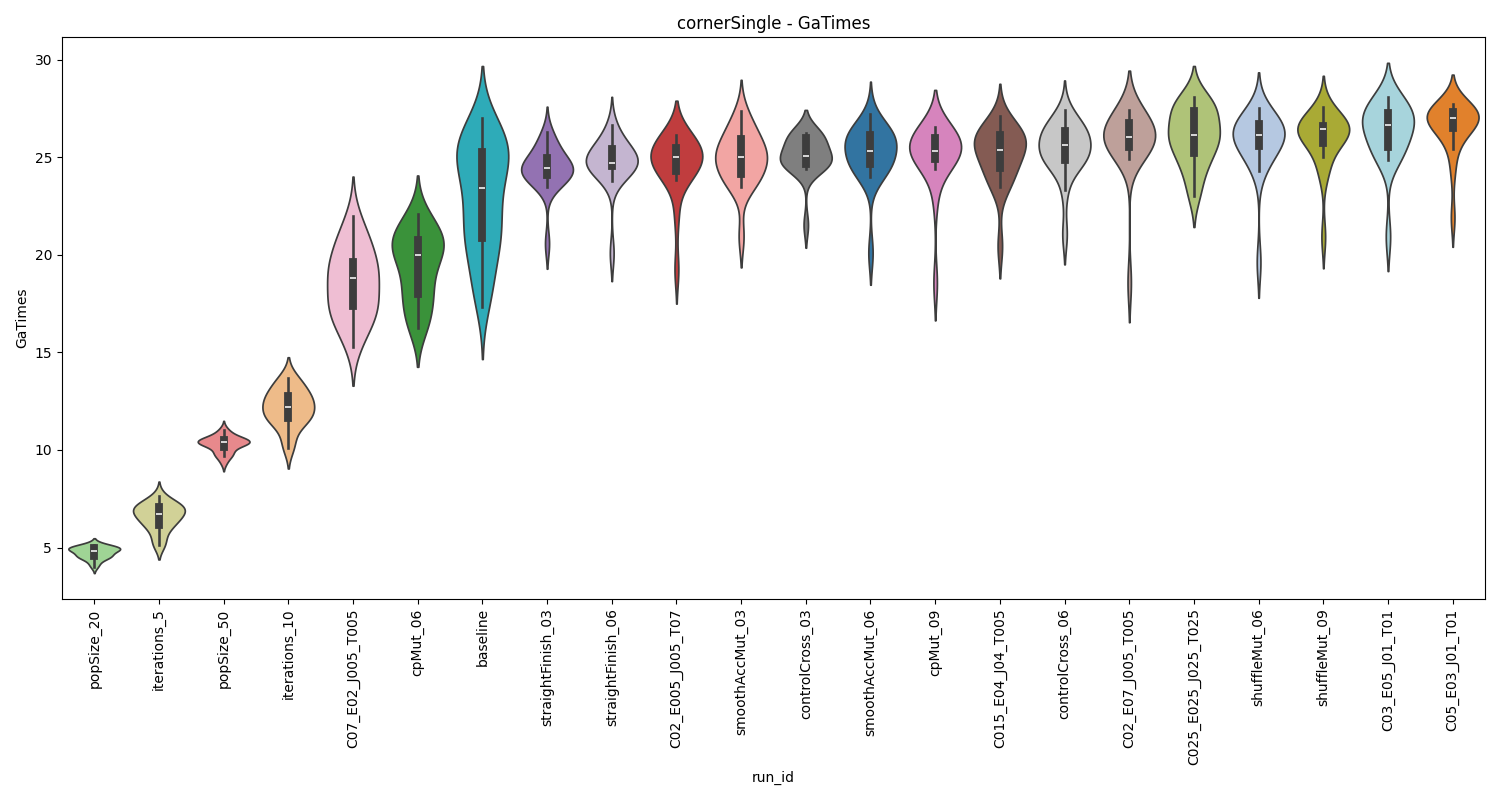 cornerSingle - GaTimes
GaTimes
30
25
20
15
10
5
popSize_20
iterations_5
popSize_50
iterations_10
C07_E02_J005_T005
cpMut_06
baseline
straightFinish_03
straightFinish_06
C02_E005_J005_T07
smoothAccMut_03
controlCross_03
smoothAccMut_06
cpMut_09
C015_E04_J04_T005
controlCross_06
C02_E07_J005_T005
C025_E025_J025_T025
shuffleMut_06
shuffleMut_09
C03_E05_J01_T01
C05_E03_J01_T01
run_id